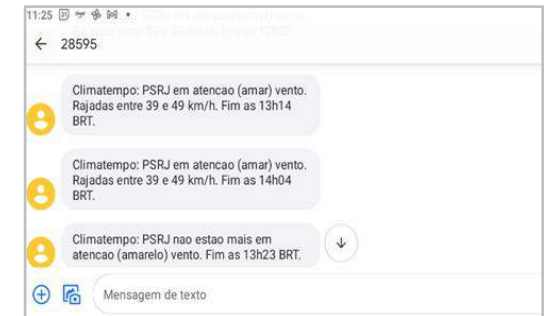 11:25
28595
Climatempo: PSRJ em atencao (amar) vento.
Rajadas entre 39 e 49 km/h. Fim as 13h14
BRT.
Climatempo: PSRJ em atencao (amar) vento.
Rajadas entre 39 e 49 km/h. Fim as 14h04
BRT.
Climatempo: PSRJ nao estao mais em
atencao (amarelo) vento. Fim as 13h23 BRT.
Mensagem de texto